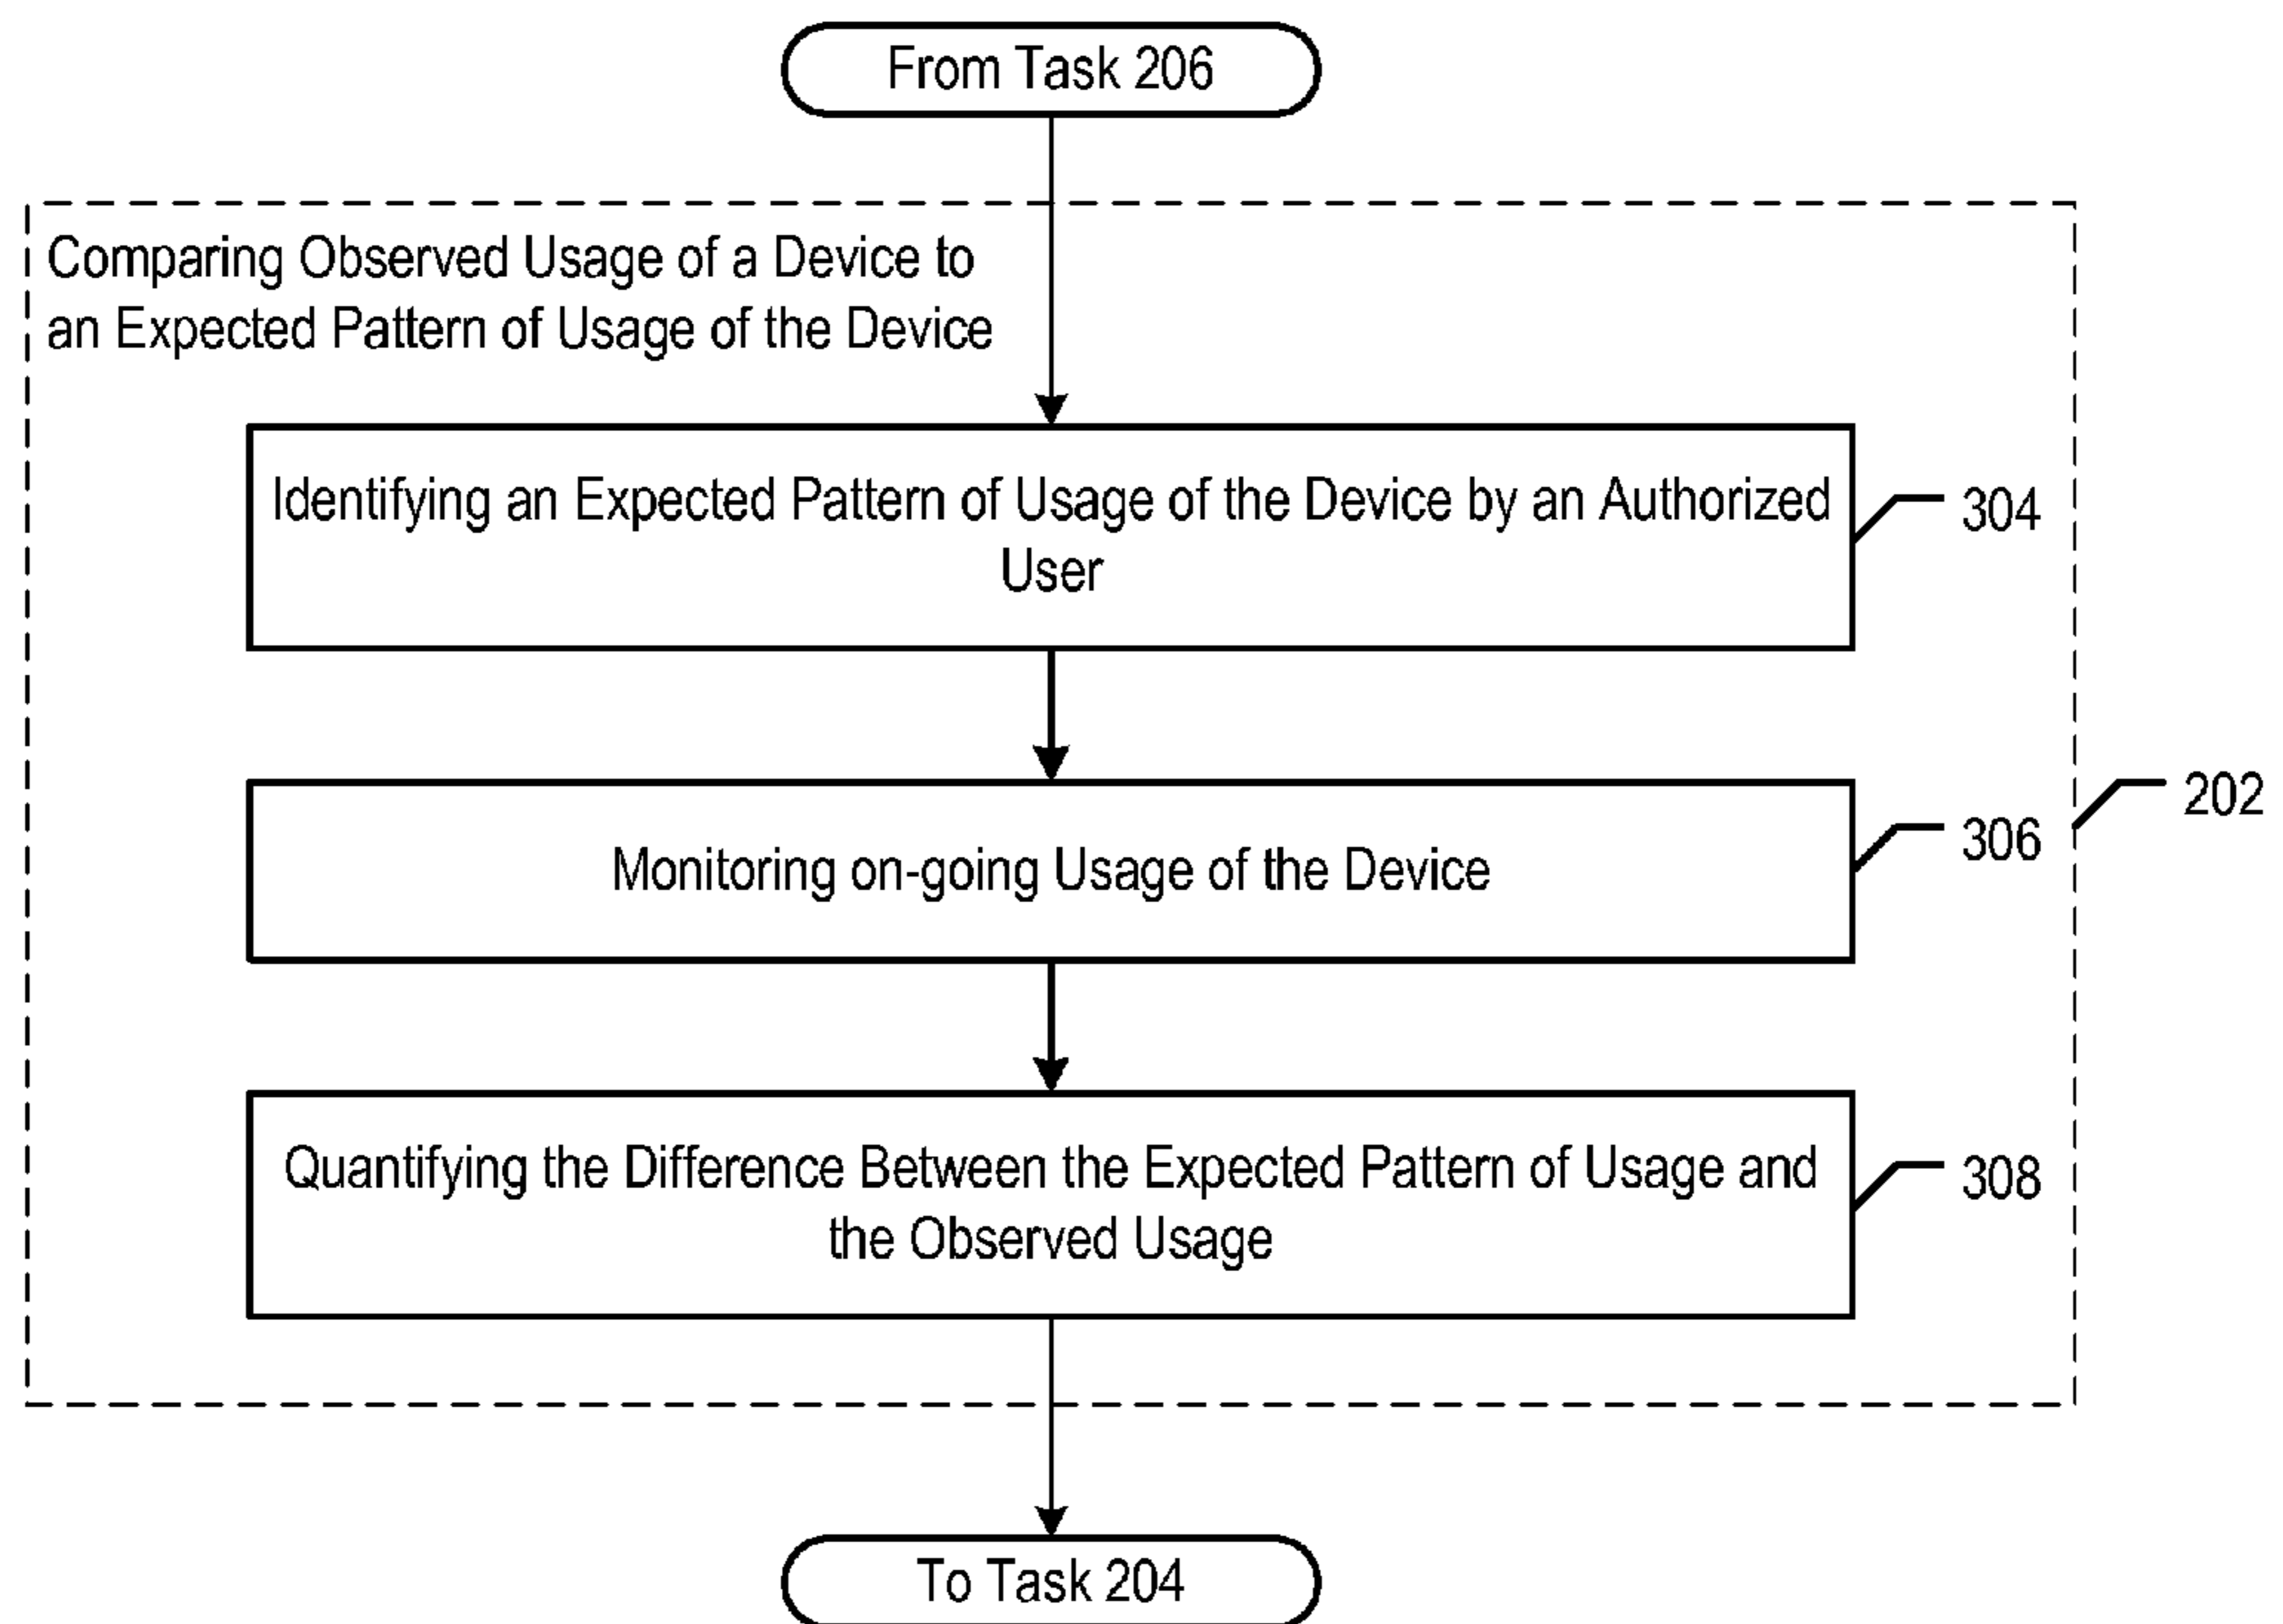 From Task 206
Comparing Observed Usage of a Device to
an Expected Pattern of Usage of the Device
Identifying an Expected Pattern of Usage of the Device by an Authorized
User
304
Monitoring on-going Usage of the Device
306
202
Quantifying the Difference Between the Expected Pattern of Usage and
the Observed Usage
308
To Task 204